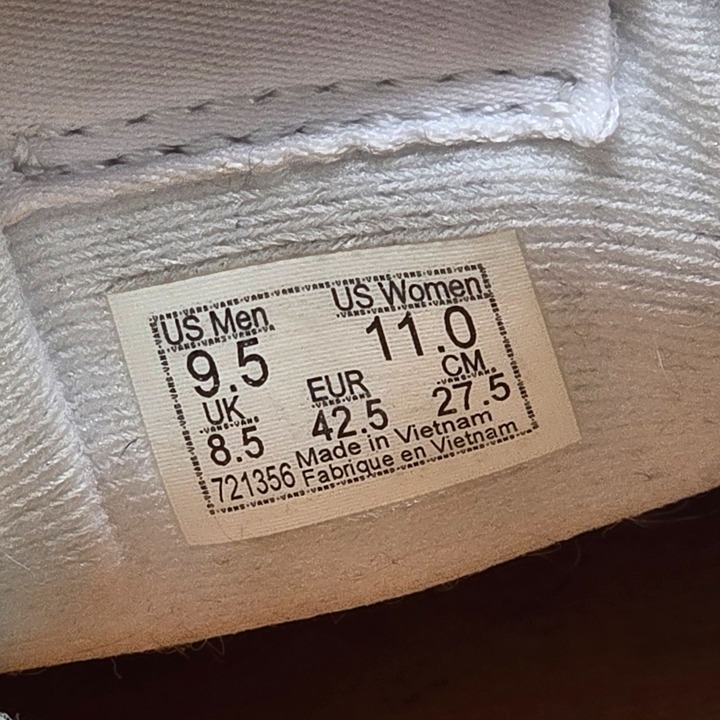 US Men US Women
9.5 11.0
UK EUR CM.
8.5 42.5 27.5
Made in Vietnam
721356 Fabrique en Vietnam